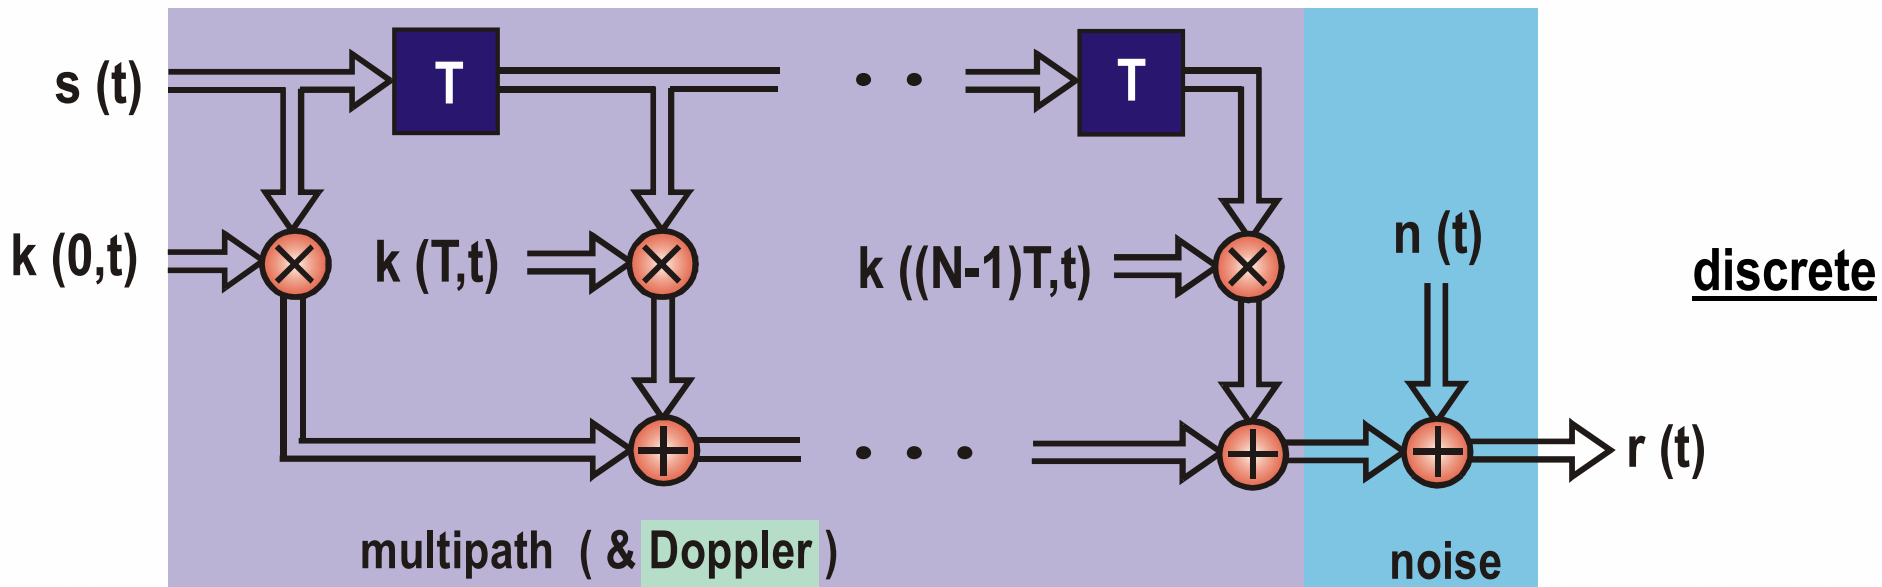 s (t)
T
T
k (0,t)
k (T,t)
k ((N-1)T,t)
n (t)
discrete
r (t)
multipath ( & Doppler )
noise